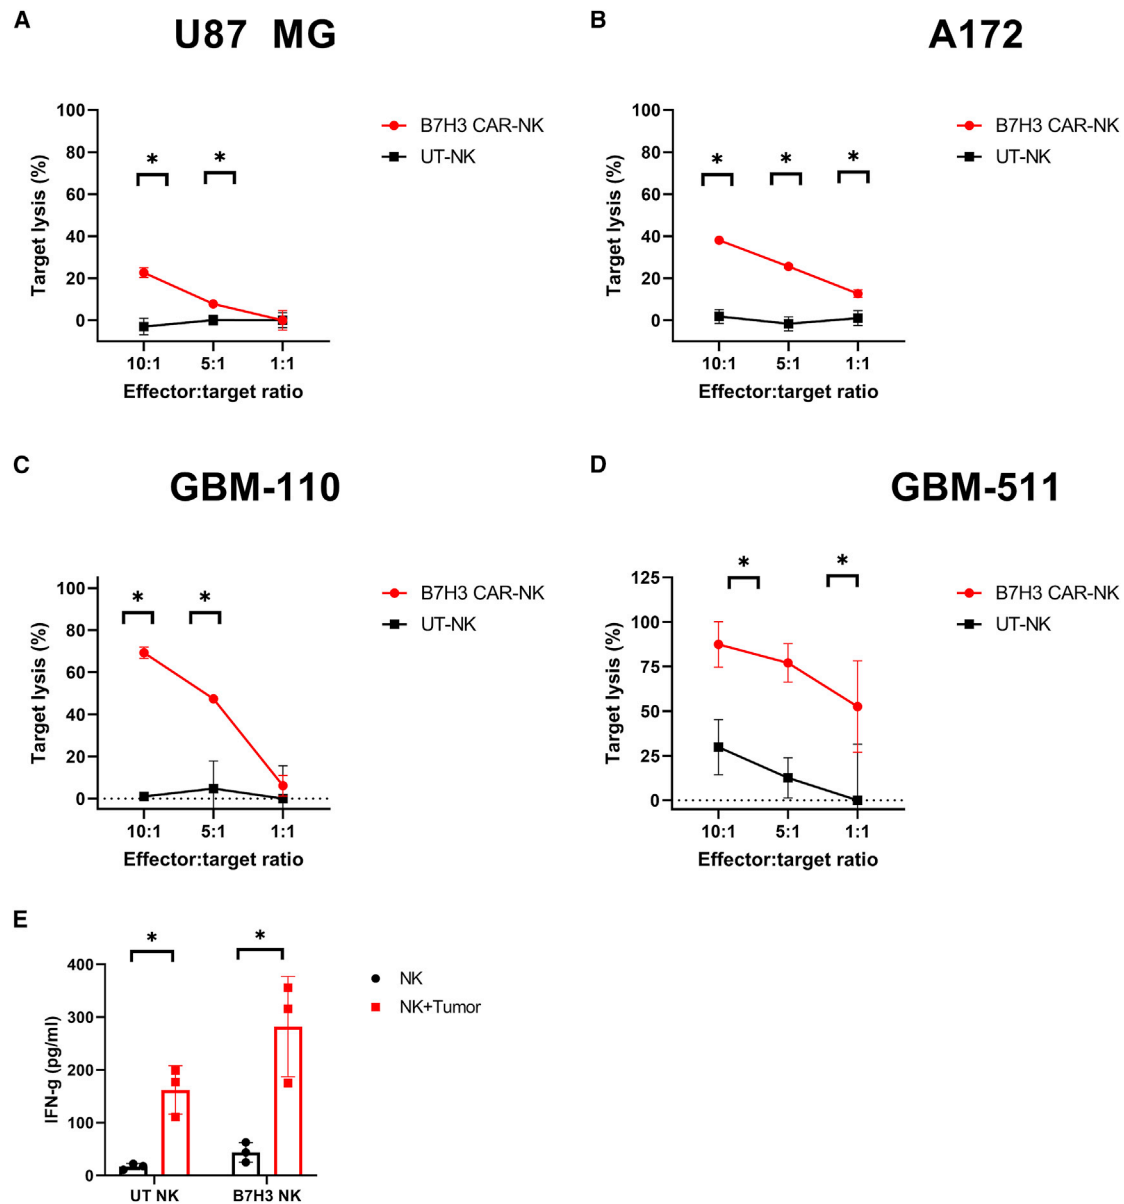 A
U87 MG
Target lysis (%)
100
80
60
40
20
0
*
*
10:1
5:1
1:1
Effector:target ratio
B7H3 CAR-NK
UT-NK
B
A172
Target lysis (%)
100
80
60
40
20
0
*
*
*
10:1
5:1
1:1
Effector:target ratio
B7H3 CAR-NK
UT-NK
C
GBM-110
Target lysis (%)
100
80
60
40
20
0
*
*
10:1
5:1
1:1
Effector:target ratio
B7H3 CAR-NK
UT-NK
D
GBM-511
Target lysis (%)
125
100
75
50
25
0
*
*
10:1
5:1
1:1
Effector:target ratio
B7H3 CAR-NK
UT-NK
E
IFN-g (pg/ml)
400
300
200
100
0
*
*
UT NK
B7H3 NK
NK
NK+Tumor